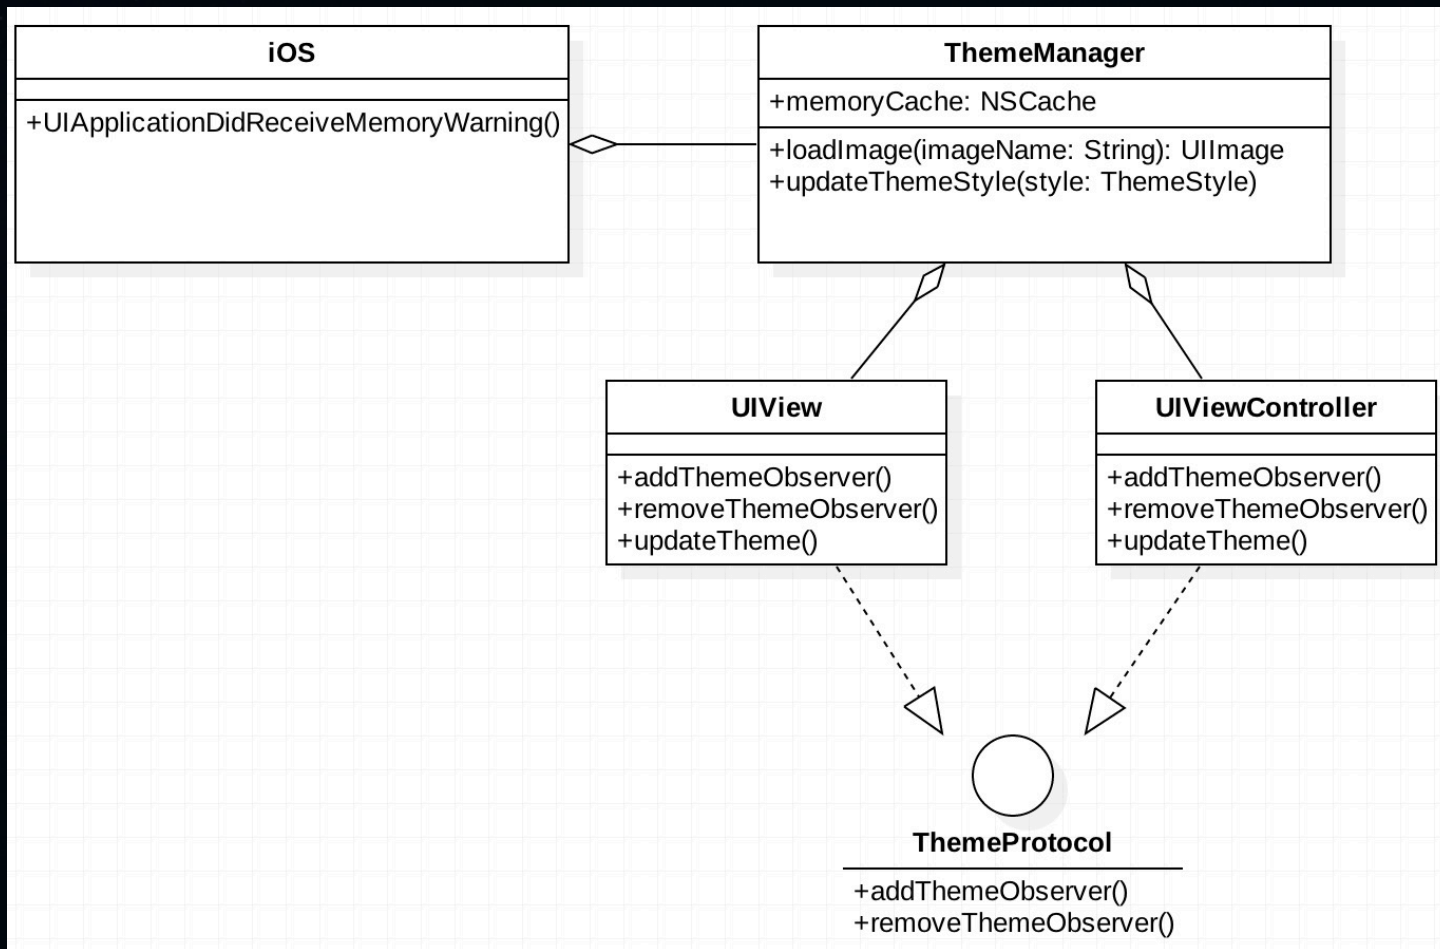 iOS
+UIApplicationDidReceiveMemoryWarning()
ThemeManager
+memoryCache: NSCache
+loadImage(imageName: String): UIImage
+updateThemeStyle(style: ThemeStyle)
UIView
+addThemeObserver()
+removeThemeObserver()
+updateTheme()
UIViewController
+addThemeObserver()
+removeThemeObserver()
+updateTheme()
ThemeProtocol
+addThemeObserver()
+removeThemeObserver()